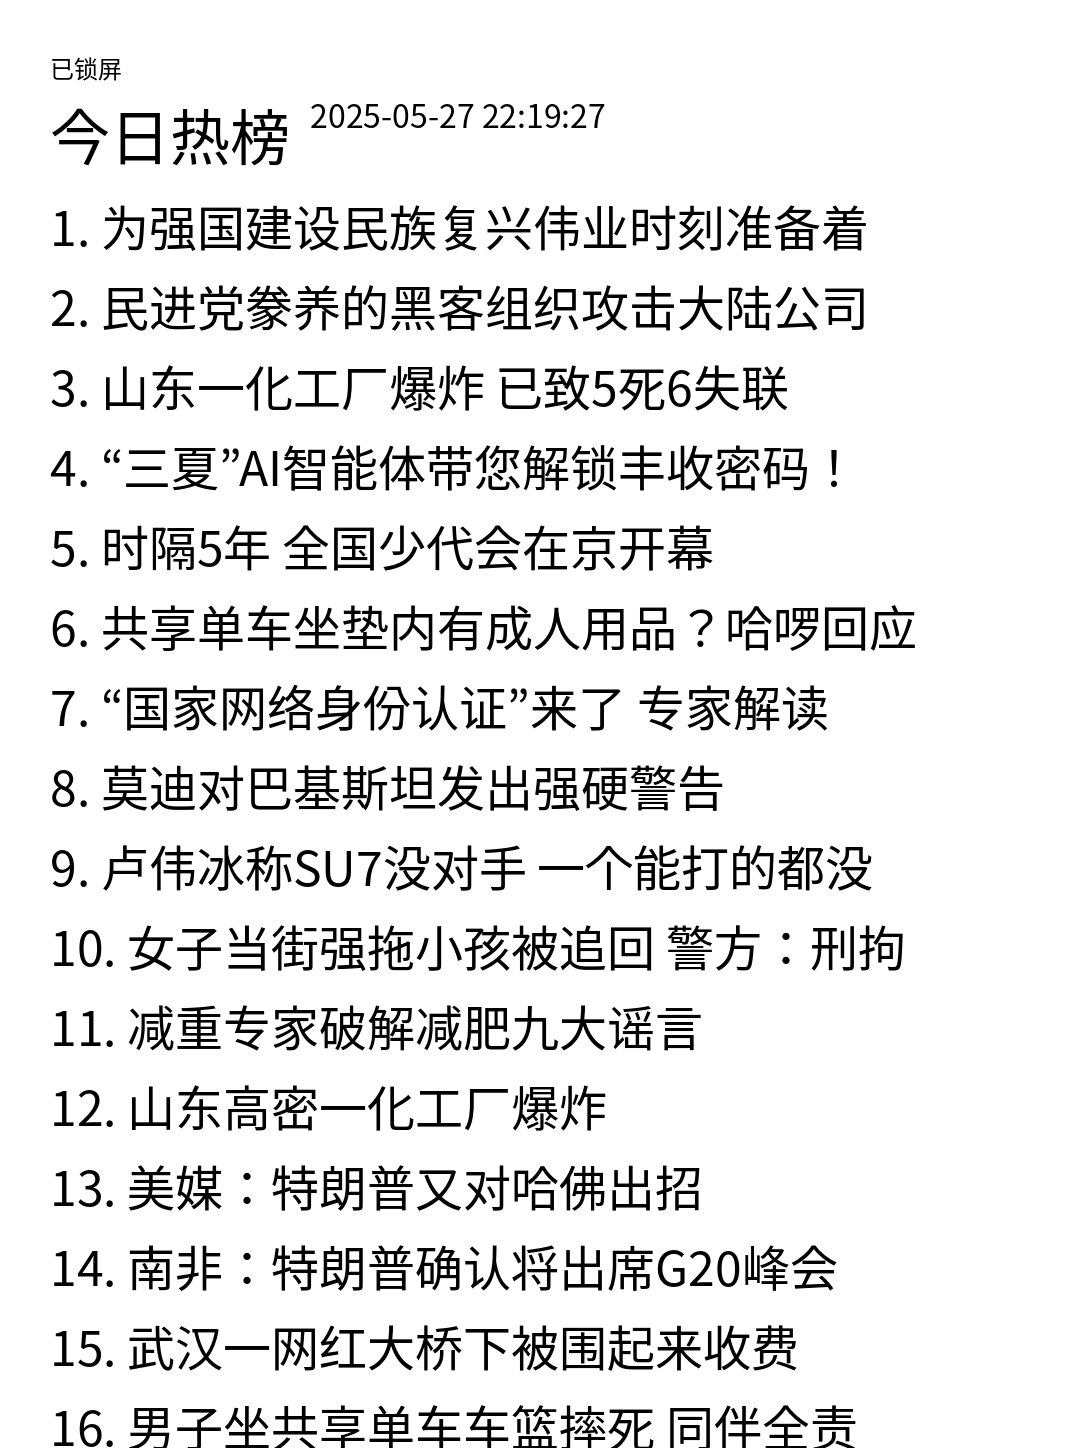 已锁屏
今日热榜 2025-05-27 22:19:27
1. 为强国建设民族复兴伟业时刻准备着
2. 民进党豢养的黑客组织攻击大陆公司
3. 山东一化工厂爆炸 已致5死6失联
4. “三夏”AI智能体带您解锁丰收密码！
5. 时隔5年 全国少代会在京开幕
6. 共享单车坐垫内有成人用品？哈啰回应
7. “国家网络身份认证”来了 专家解读
8. 莫迪对巴基斯坦发出强硬警告
9. 卢伟冰称SU7没对手 一个能打的都没
10. 女子当街强拖小孩被追回 警方：刑拘
11. 减重专家破解减肥九大谣言
12. 山东高密一化工厂爆炸
13. 美媒：特朗普又对哈佛出招
14. 南非：特朗普确认将出席G20峰会
15. 武汉一网红大桥下被围起来收费
16. 男子坐共享单车车篮摔死 同伴全责